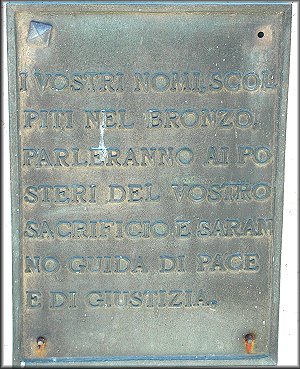 I VOSTRI NOMI, SCOL
PITI NEL BRONZO,
PARLERANNO AI PO
STERI DEL VOSTRO
SACRIFICIO E SARAN
NO GUIDA DI PACE
E DI GIUSTIZIA.